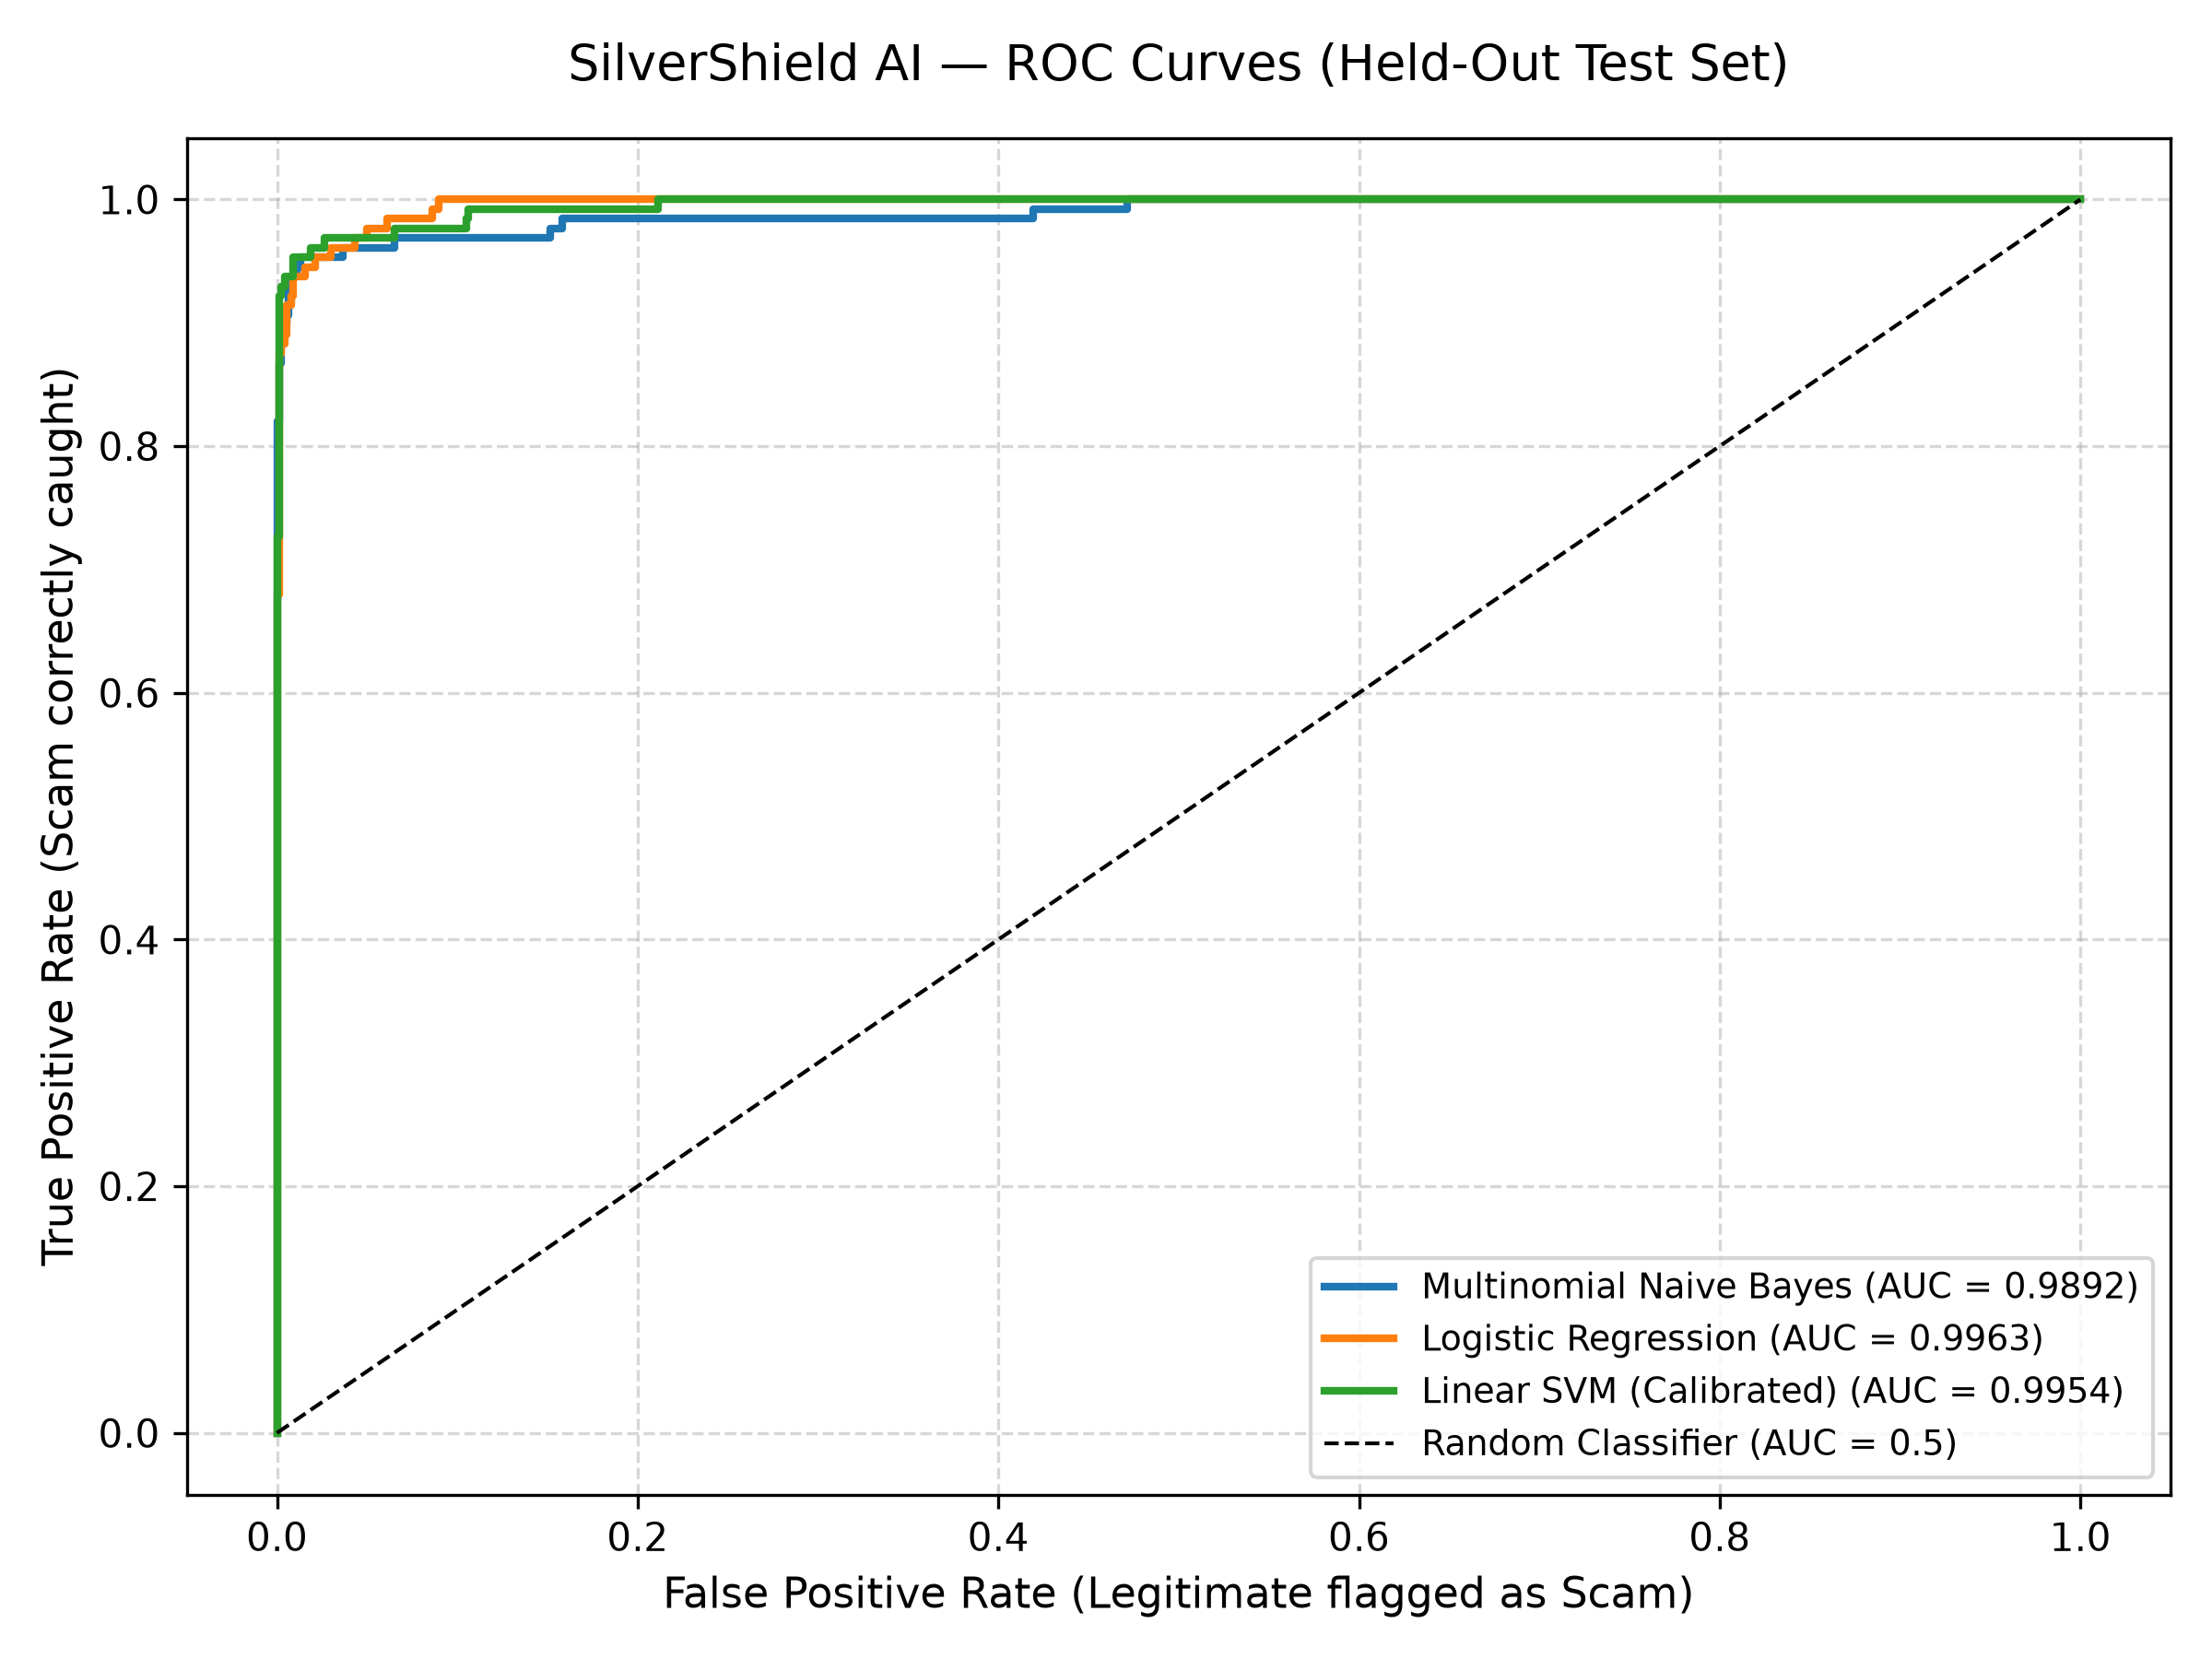 SilverShield AI — ROC Curves (Held-Out Test Set)
True Positive Rate (Scam correctly caught)
1.0
0.8
0.6
0.4
0.2
0.0
Multinomial Naive Bayes (AUC = 0.9892)
Logistic Regression (AUC = 0.9963)
Linear SVM (Calibrated) (AUC = 0.9954)
Random Classifier (AUC = 0.5)
0.0 0.2 0.4 0.6 0.8 1.0
False Positive Rate (Legitimate flagged as Scam)